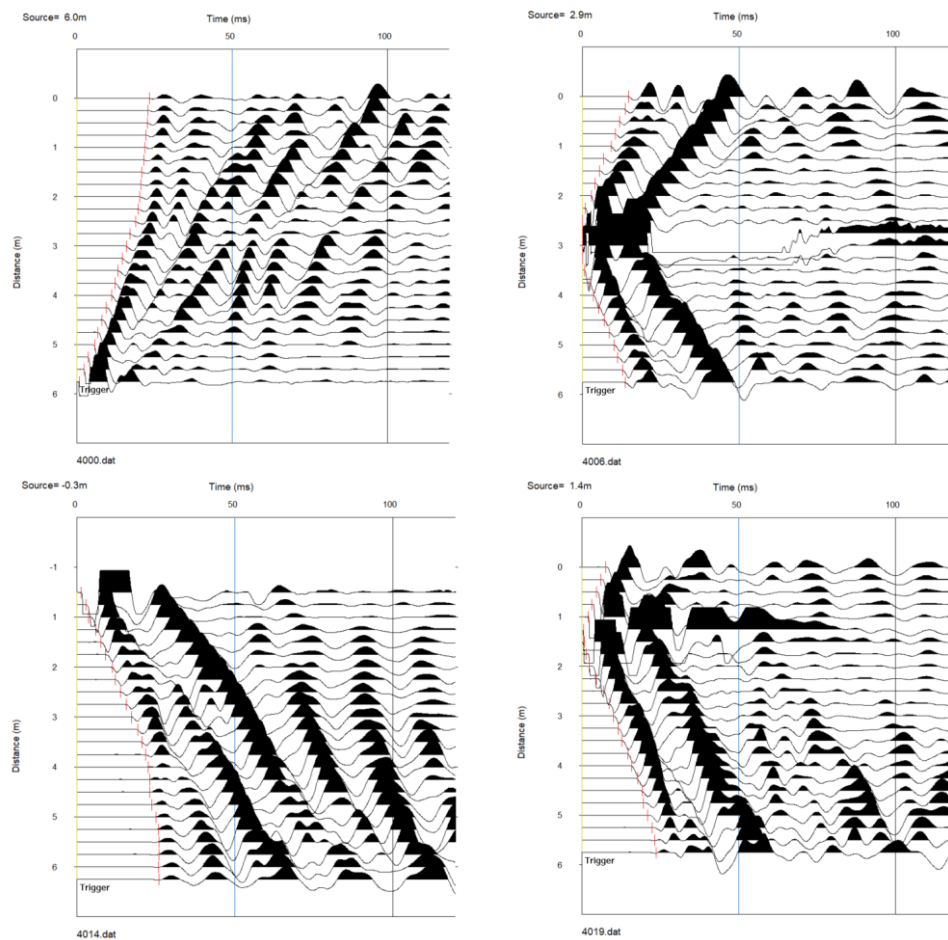 Source= 6.0m
Time (ms)
0 50 100
Distance (m)
0
1
2
3
4
5
6
Trigger
4000.dat
Source= 2.9m
Time (ms)
0 50 100
Distance (m)
0
1
2
3
4
5
6
Trigger
4006.dat
Source= -0.3m
Time (ms)
0 50 100
Distance (m)
-1
1
2
3
4
5
6
Trigger
4014.dat
Source= 1.4m
Time (ms)
0 50 100
Distance (m)
0
1
2
3
4
5
6
Trigger
4019.dat